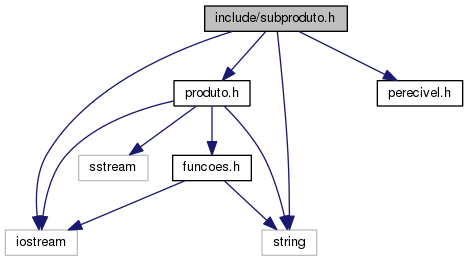 include/subproduto.h
produto.h
perecivel.h
sstream
funcoes.h
iostream
string